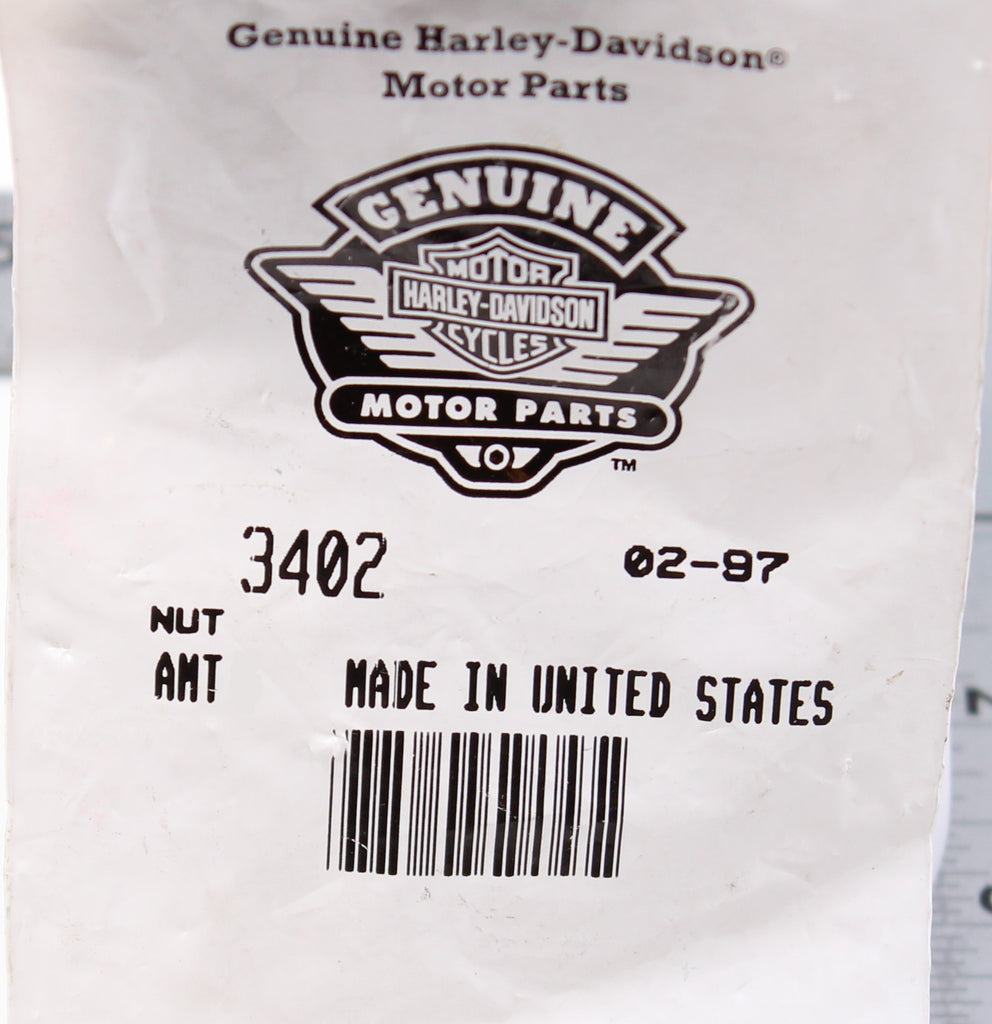 Genuine Harley-Davidson®
Motor Parts
GENUINE
MOTOR
HARLEY-DAVIDSON
CYCLES
MOTOR PARTS
TM
3402
02-97
NUT
AMT
MADE IN UNITED STATES